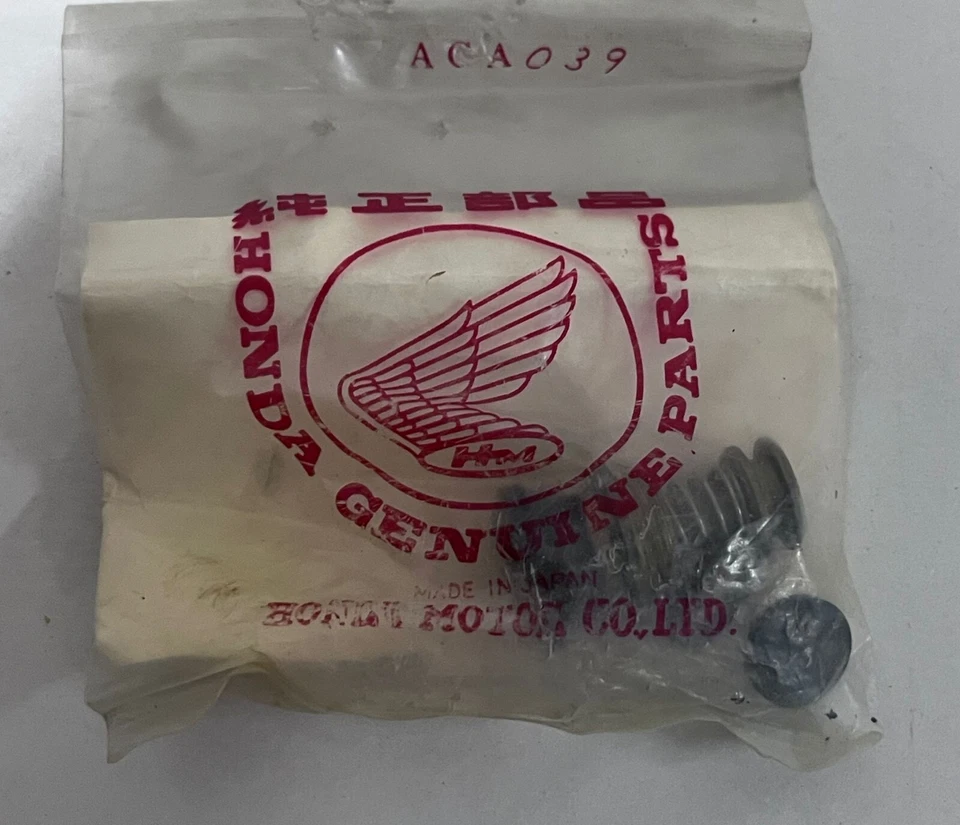 ACA039
純正部品
HONDA GENUINE PARTS
HM
MADE IN JAPAN
HONDA MOTOR CO.,LTD.